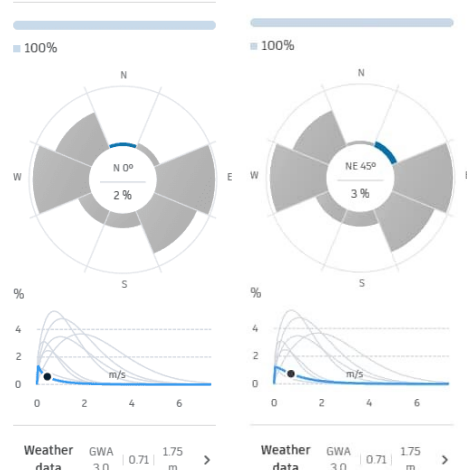 100%
N
W
E
N 0º
2 %
S
%
4
2
0
m/s
0
2
4
6
Weather data
GWA 3.0
0.71
1.75 m
100%
N
W
NE 45º
3 %
S
%
4
2
0
m/s
0
2
4
6
Weather data
GWA 3.0
0.71
1.75 m